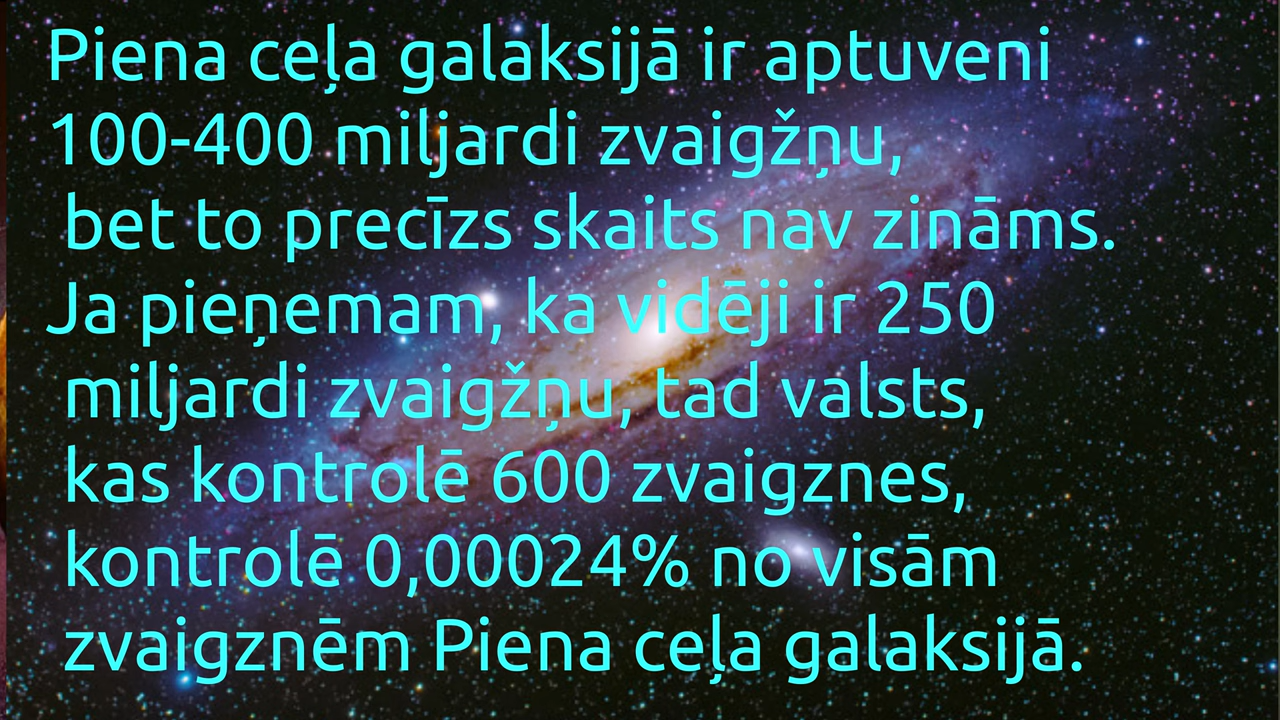 Piena ceļa galaksijā ir aptuveni
100-400 miljardi zvaigžņu,
bet to precīzs skaits nav zināms.
Ja pieņemam, ka vidēji ir 250
miljardi zvaigžņu, tad valsts,
kas kontrolē 600 zvaigznes,
kontrolē 0,00024% no visām
zvaigznēm Piena ceļa galaksijā.